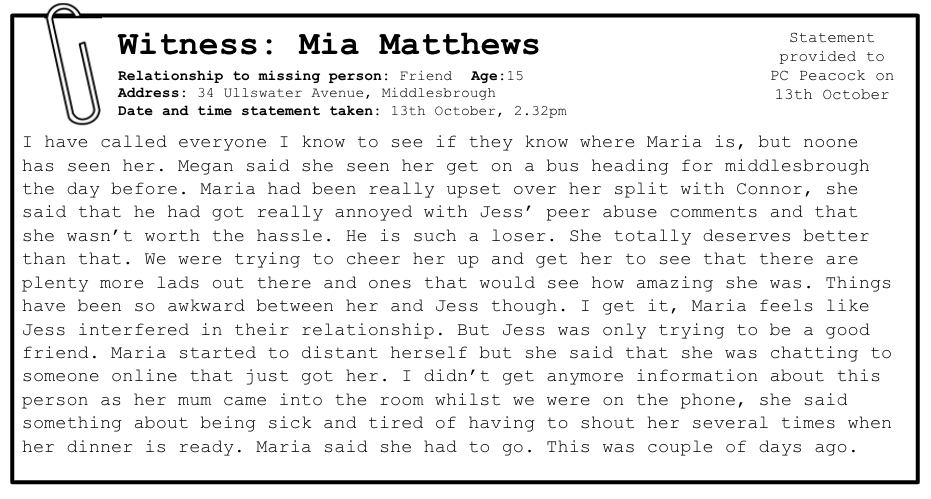 Witness: Mia Matthews
Relationship to missing person: Friend Age:15
Address: 34 Ullswater Avenue, Middlesbrough
Date and time statement taken: 13th October, 2.32pm
Statement
provided to
PC Peacock on
13th October
I have called everyone I know to see if they know where Maria is, but noone
has seen her. Megan said she seen her get on a bus heading for middlesbrough
the day before. Maria had been really upset over her split with Connor, she
said that he had got really annoyed with Jess’ peer abuse comments and that
she wasn’t worth the hassle. He is such a loser. She totally deserves better
than that. We were trying to cheer her up and get her to see that there are
plenty more lads out there and ones that would see how amazing she was. Things
have been so awkward between her and Jess though. I get it, Maria feels like
Jess interfered in their relationship. But Jess was only trying to be a good
friend. Maria started to distant herself but she said that she was chatting to
someone online that just got her. I didn’t get anymore information about this
person as her mum came into the room whilst we were on the phone, she said
something about being sick and tired of having to shout her several times when
her dinner is ready. Maria said she had to go. This was couple of days ago.